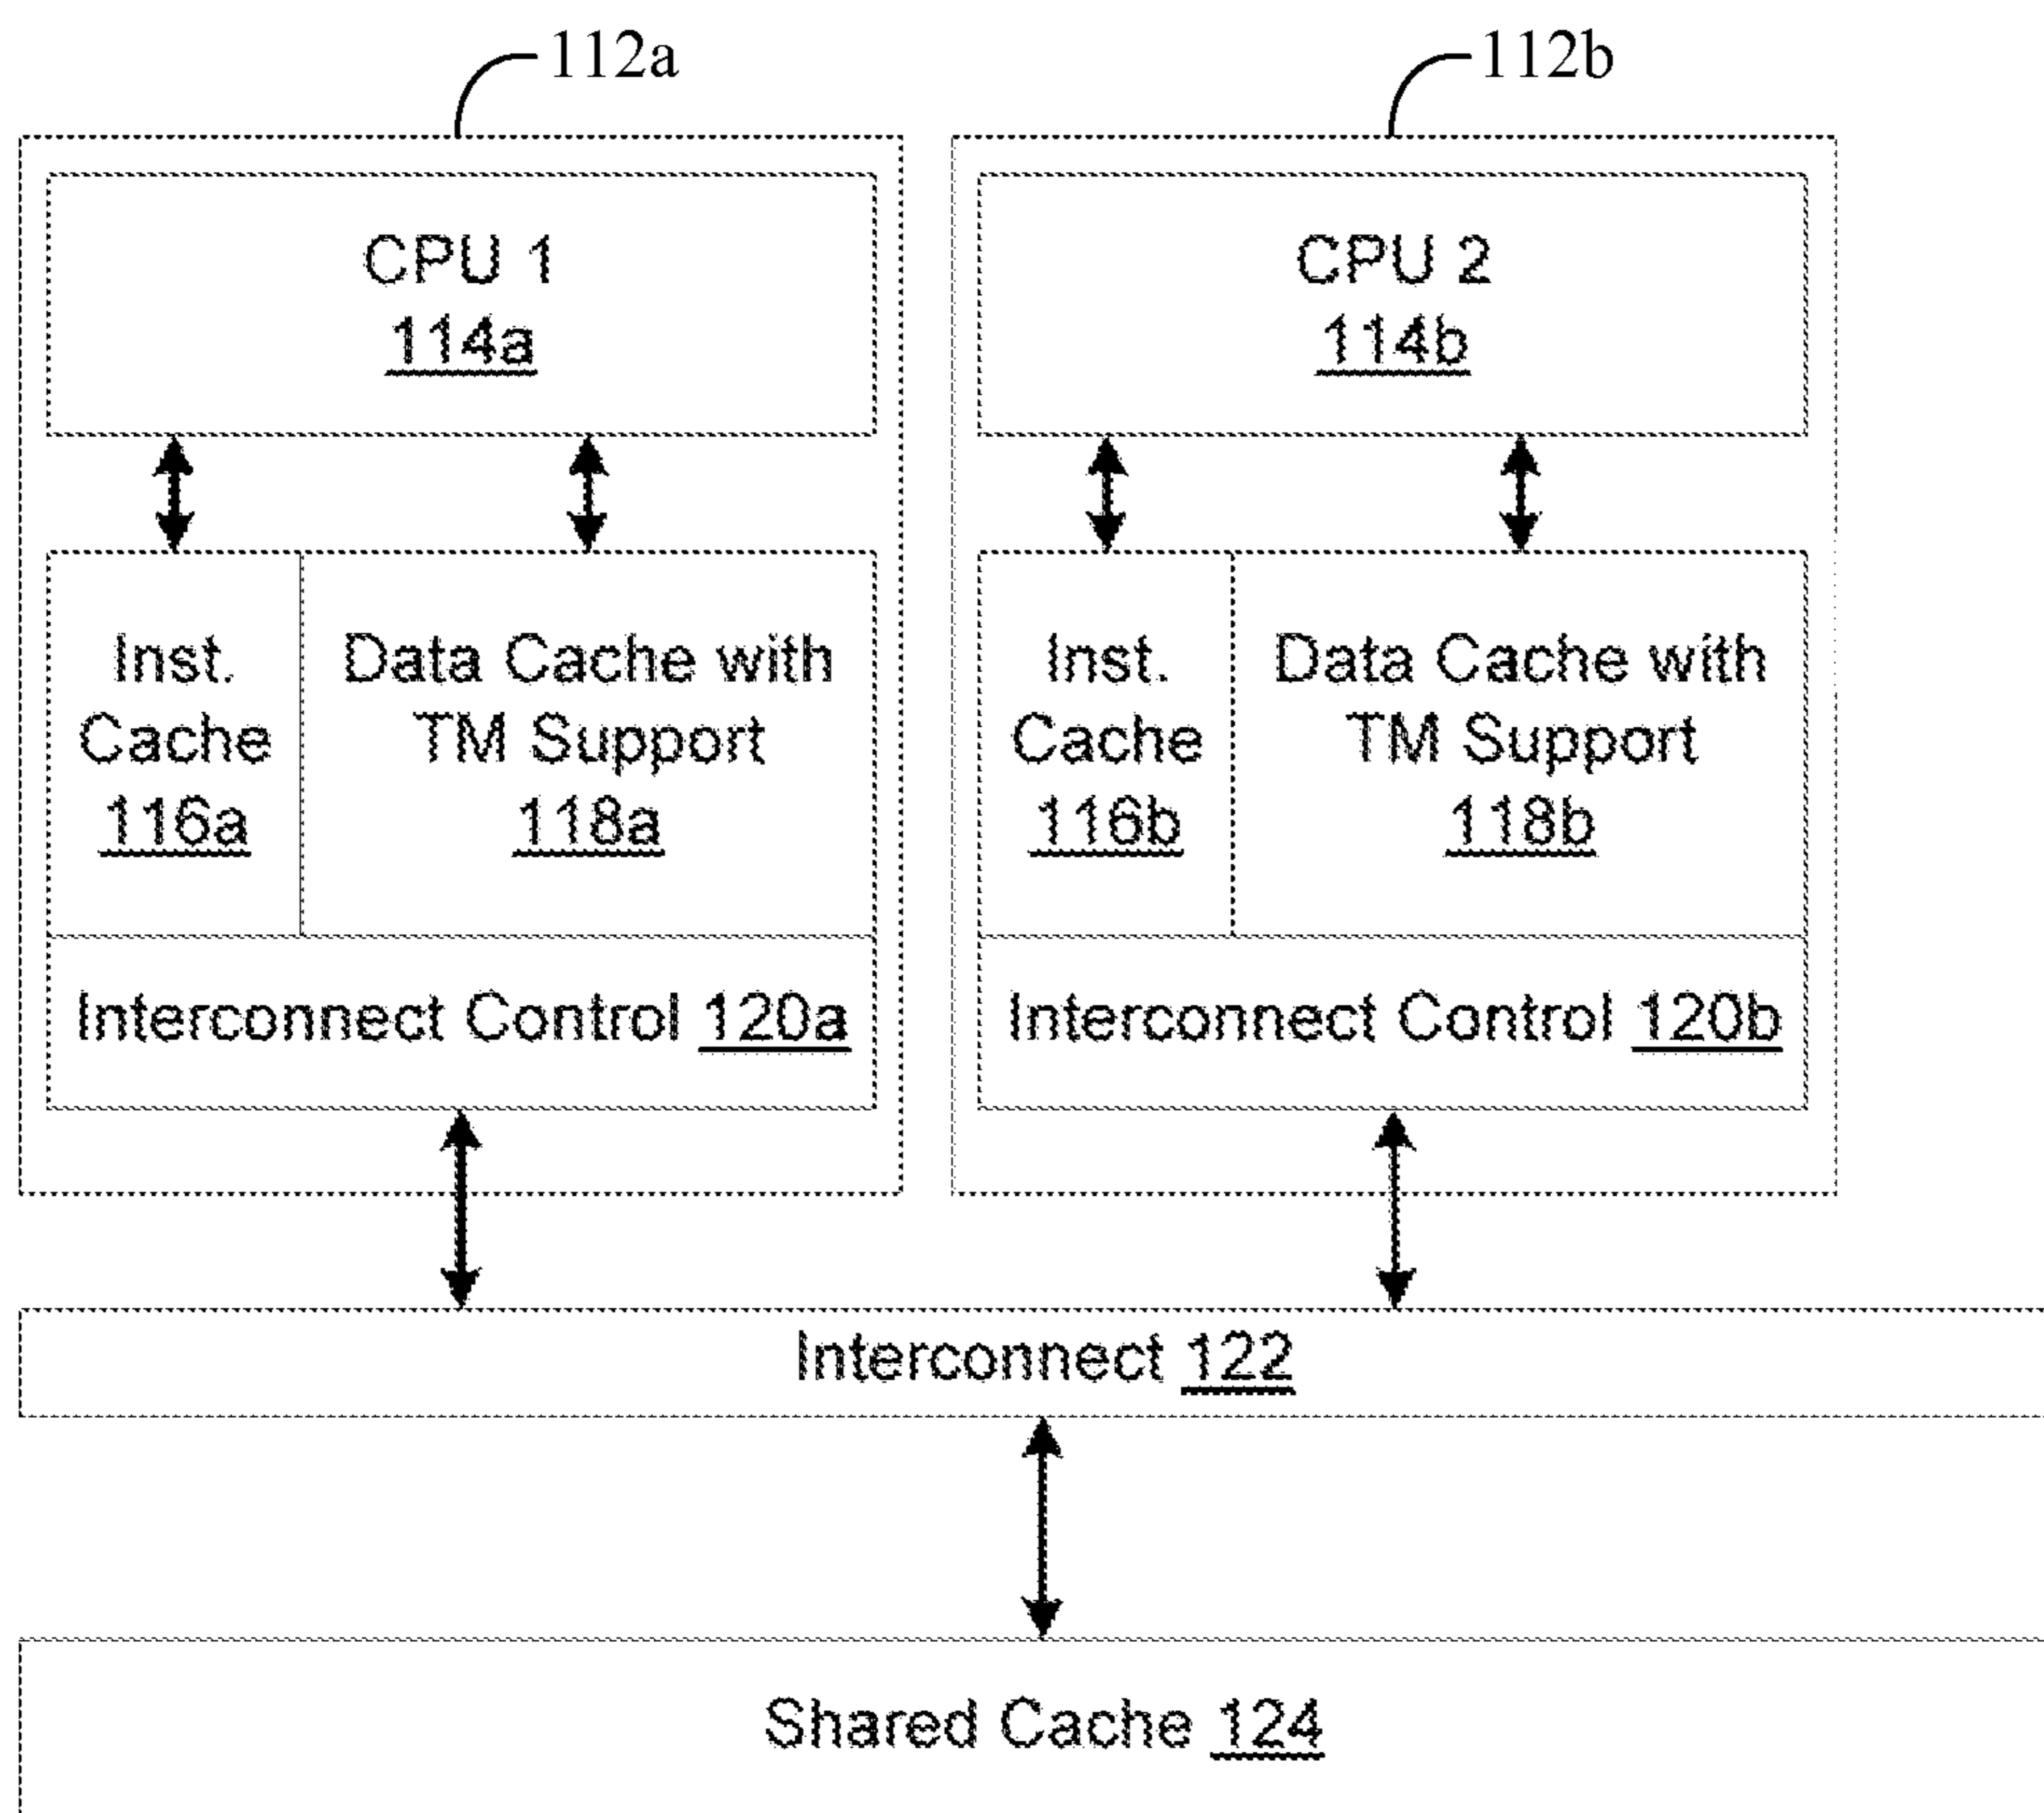 112a
112b
CPU 1
114a
CPU 2
114b
Inst.
Cache
116a
Data Cache with
TM Support
118a
Inst.
Cache
116b
Data Cache with
TM Support
118b
Interconnect Control 120a
Interconnect Control 120b
Interconnect 122
Shared Cache 124